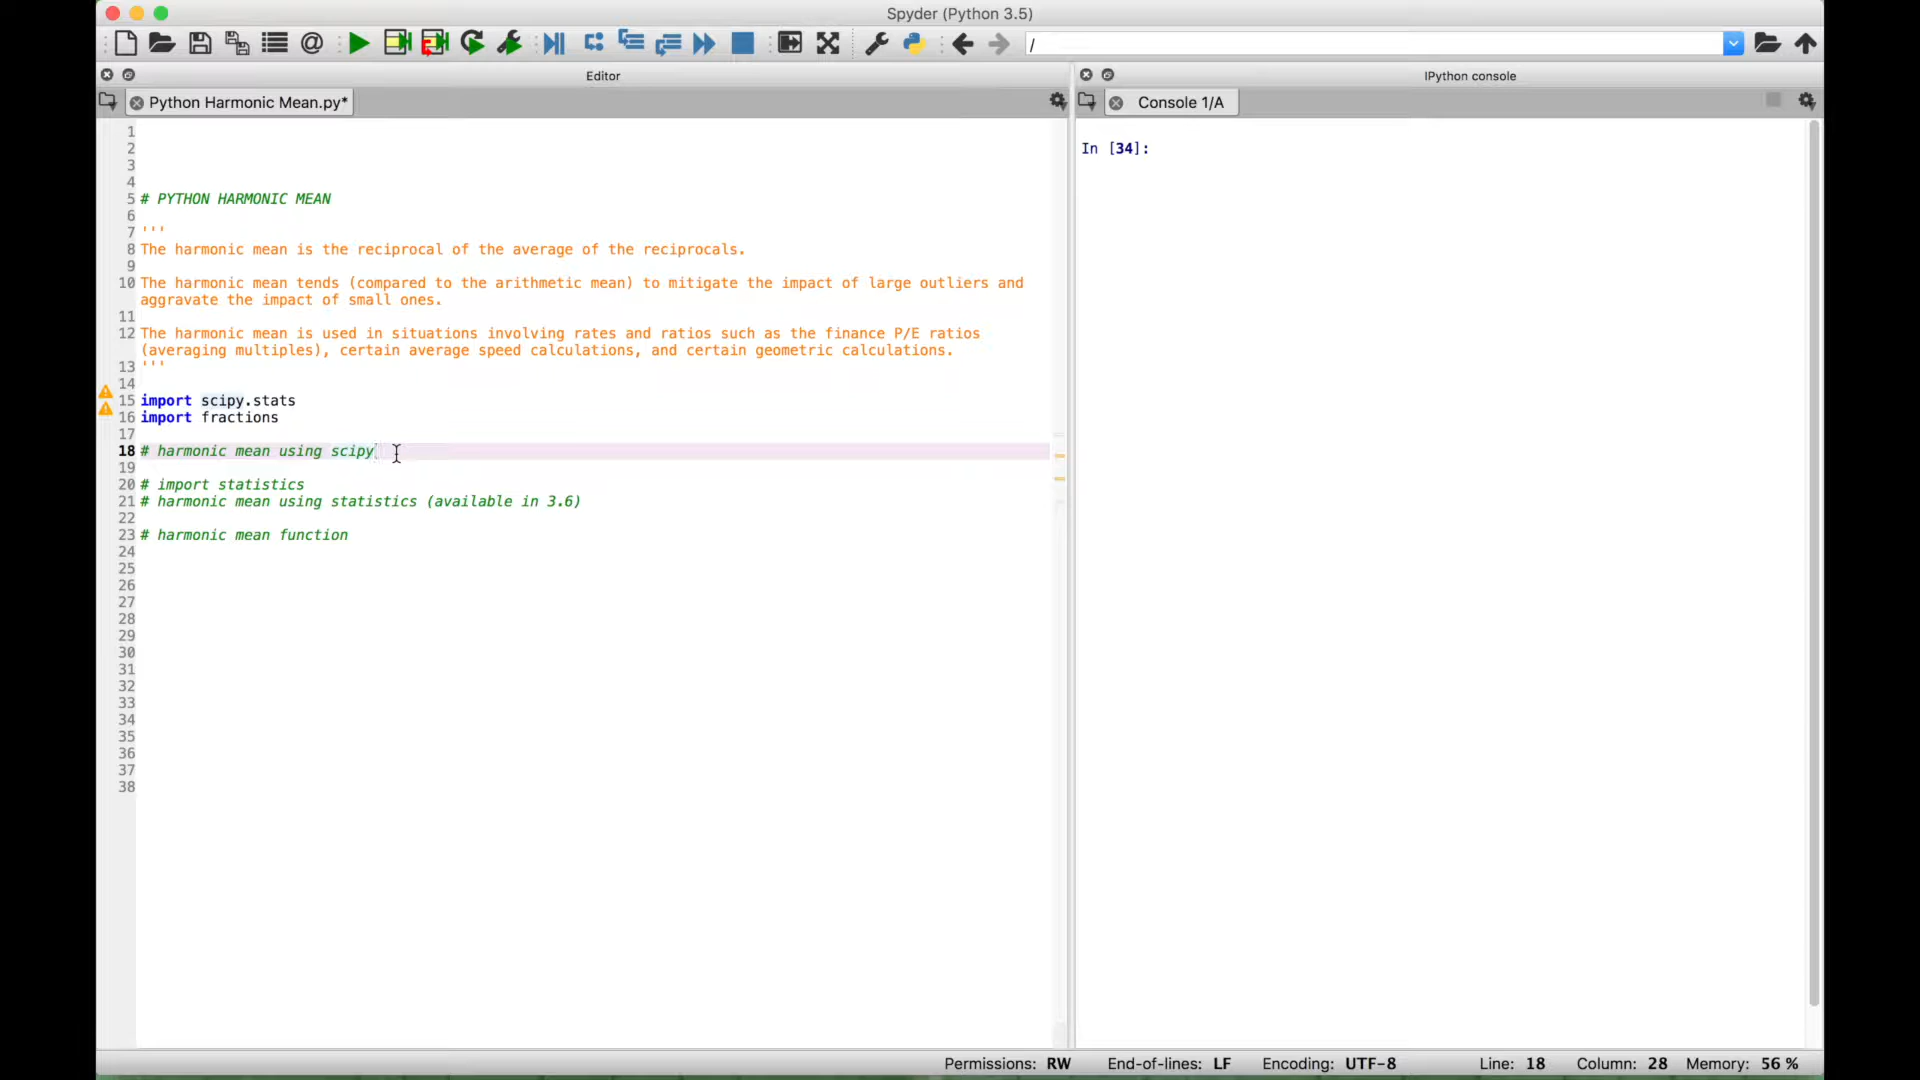 Spyder (Python 3.5)
/
Editor
IPython console
Python Harmonic Mean.py*
Console 1/A
1
2
3
4
5 # PYTHON HARMONIC MEAN
6
7 '''
8 The harmonic mean is the reciprocal of the average of the reciprocals.
9
10 The harmonic mean tends (compared to the arithmetic mean) to mitigate the impact of large outliers and
aggravate the impact of small ones.
11
12 The harmonic mean is used in situations involving rates and ratios such as the finance P/E ratios
(averaging multiples), certain average speed calculations, and certain geometric calculations.
13 '''
14
15 import scipy.stats
16 import fractions
17
18 # harmonic mean using scipy
19
20 # import statistics
21 # harmonic mean using statistics (available in 3.6)
22
23 # harmonic mean function
24
25
26
27
28
29
30
31
32
33
34
35
36
37
38
In [34]:
Permissions: RW End-of-lines: LF Encoding: UTF-8 Line: 18 Column: 28 Memory: 56 %